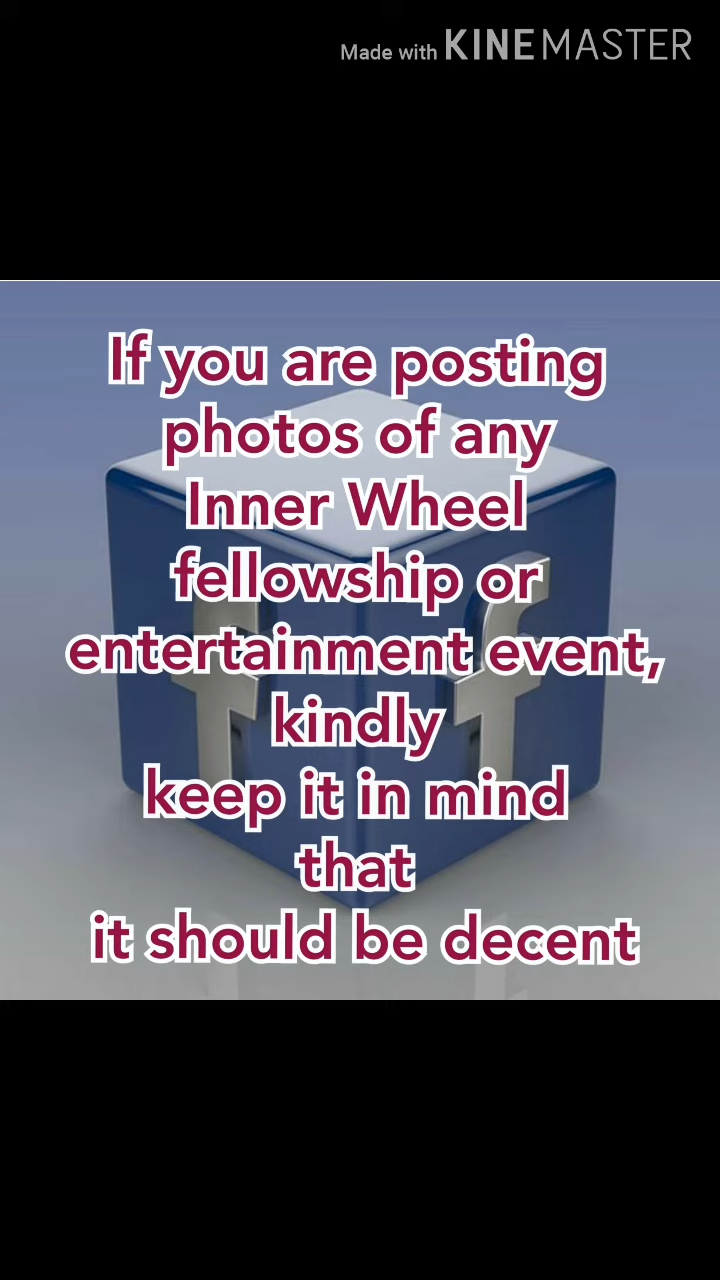 Made with KINEMASTER
If you are posting
photos of any
Inner Wheel
fellowship or
entertainment event,
kindly
keep it in mind
that
it should be decent